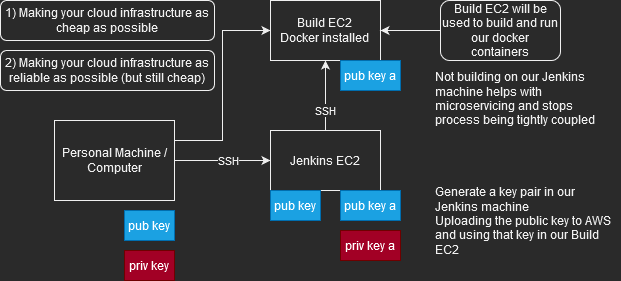 1) Making your cloud infrastructure as
cheap as possible
2) Making your cloud infrastructure as
reliable as possible (but still cheap)
Build EC2
Docker installed
pub key a
Build EC2 will be
used to build and run
our docker
containers
Not building on our Jenkins
machine helps with
microservicing and stops
process being tightly coupled
SSH
Personal Machine /
Computer
SSH
Jenkins EC2
pub key
pub key a
priv key a
pub key
priv key
Generate a key pair in our
Jenkins machine
Uploading the public key to AWS
and using that key in our Build
EC2